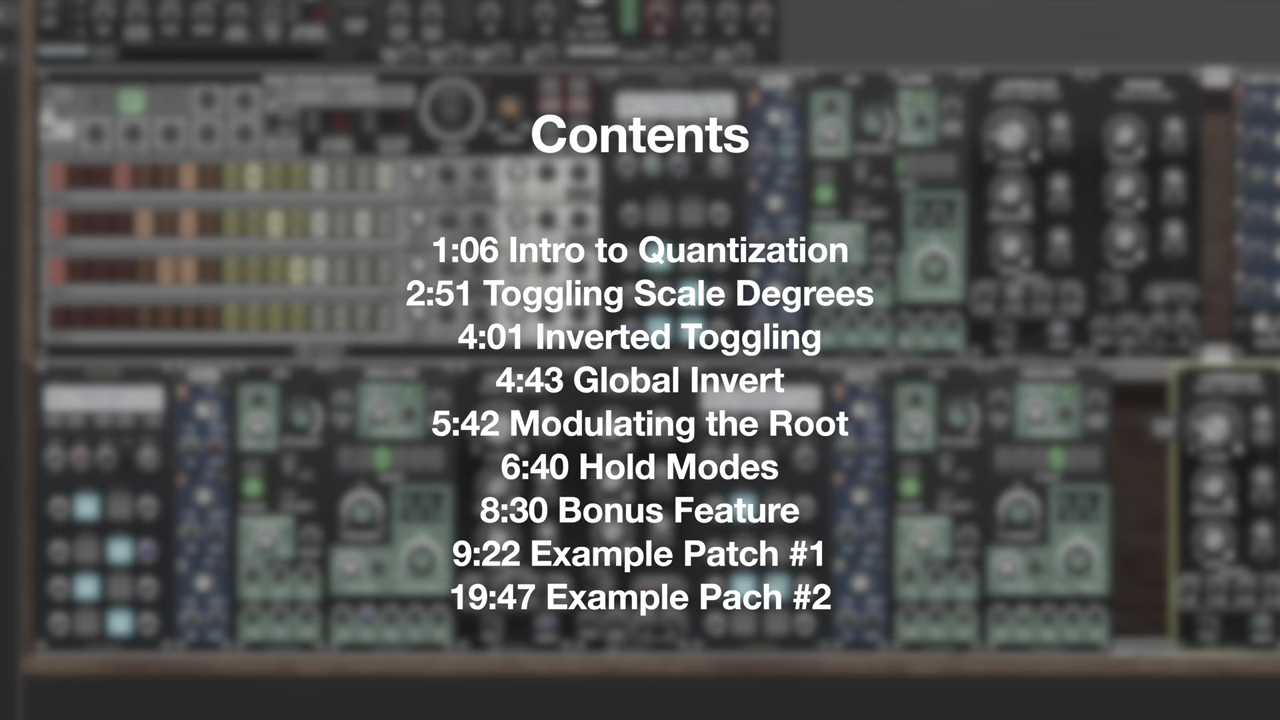 Contents
1:06 Intro to Quantization
2:51 Toggling Scale Degrees
4:01 Inverted Toggling
4:43 Global Invert
5:42 Modulating the Root
6:40 Hold Modes
8:30 Bonus Feature
9:22 Example Patch #1
19:47 Example Pach #2